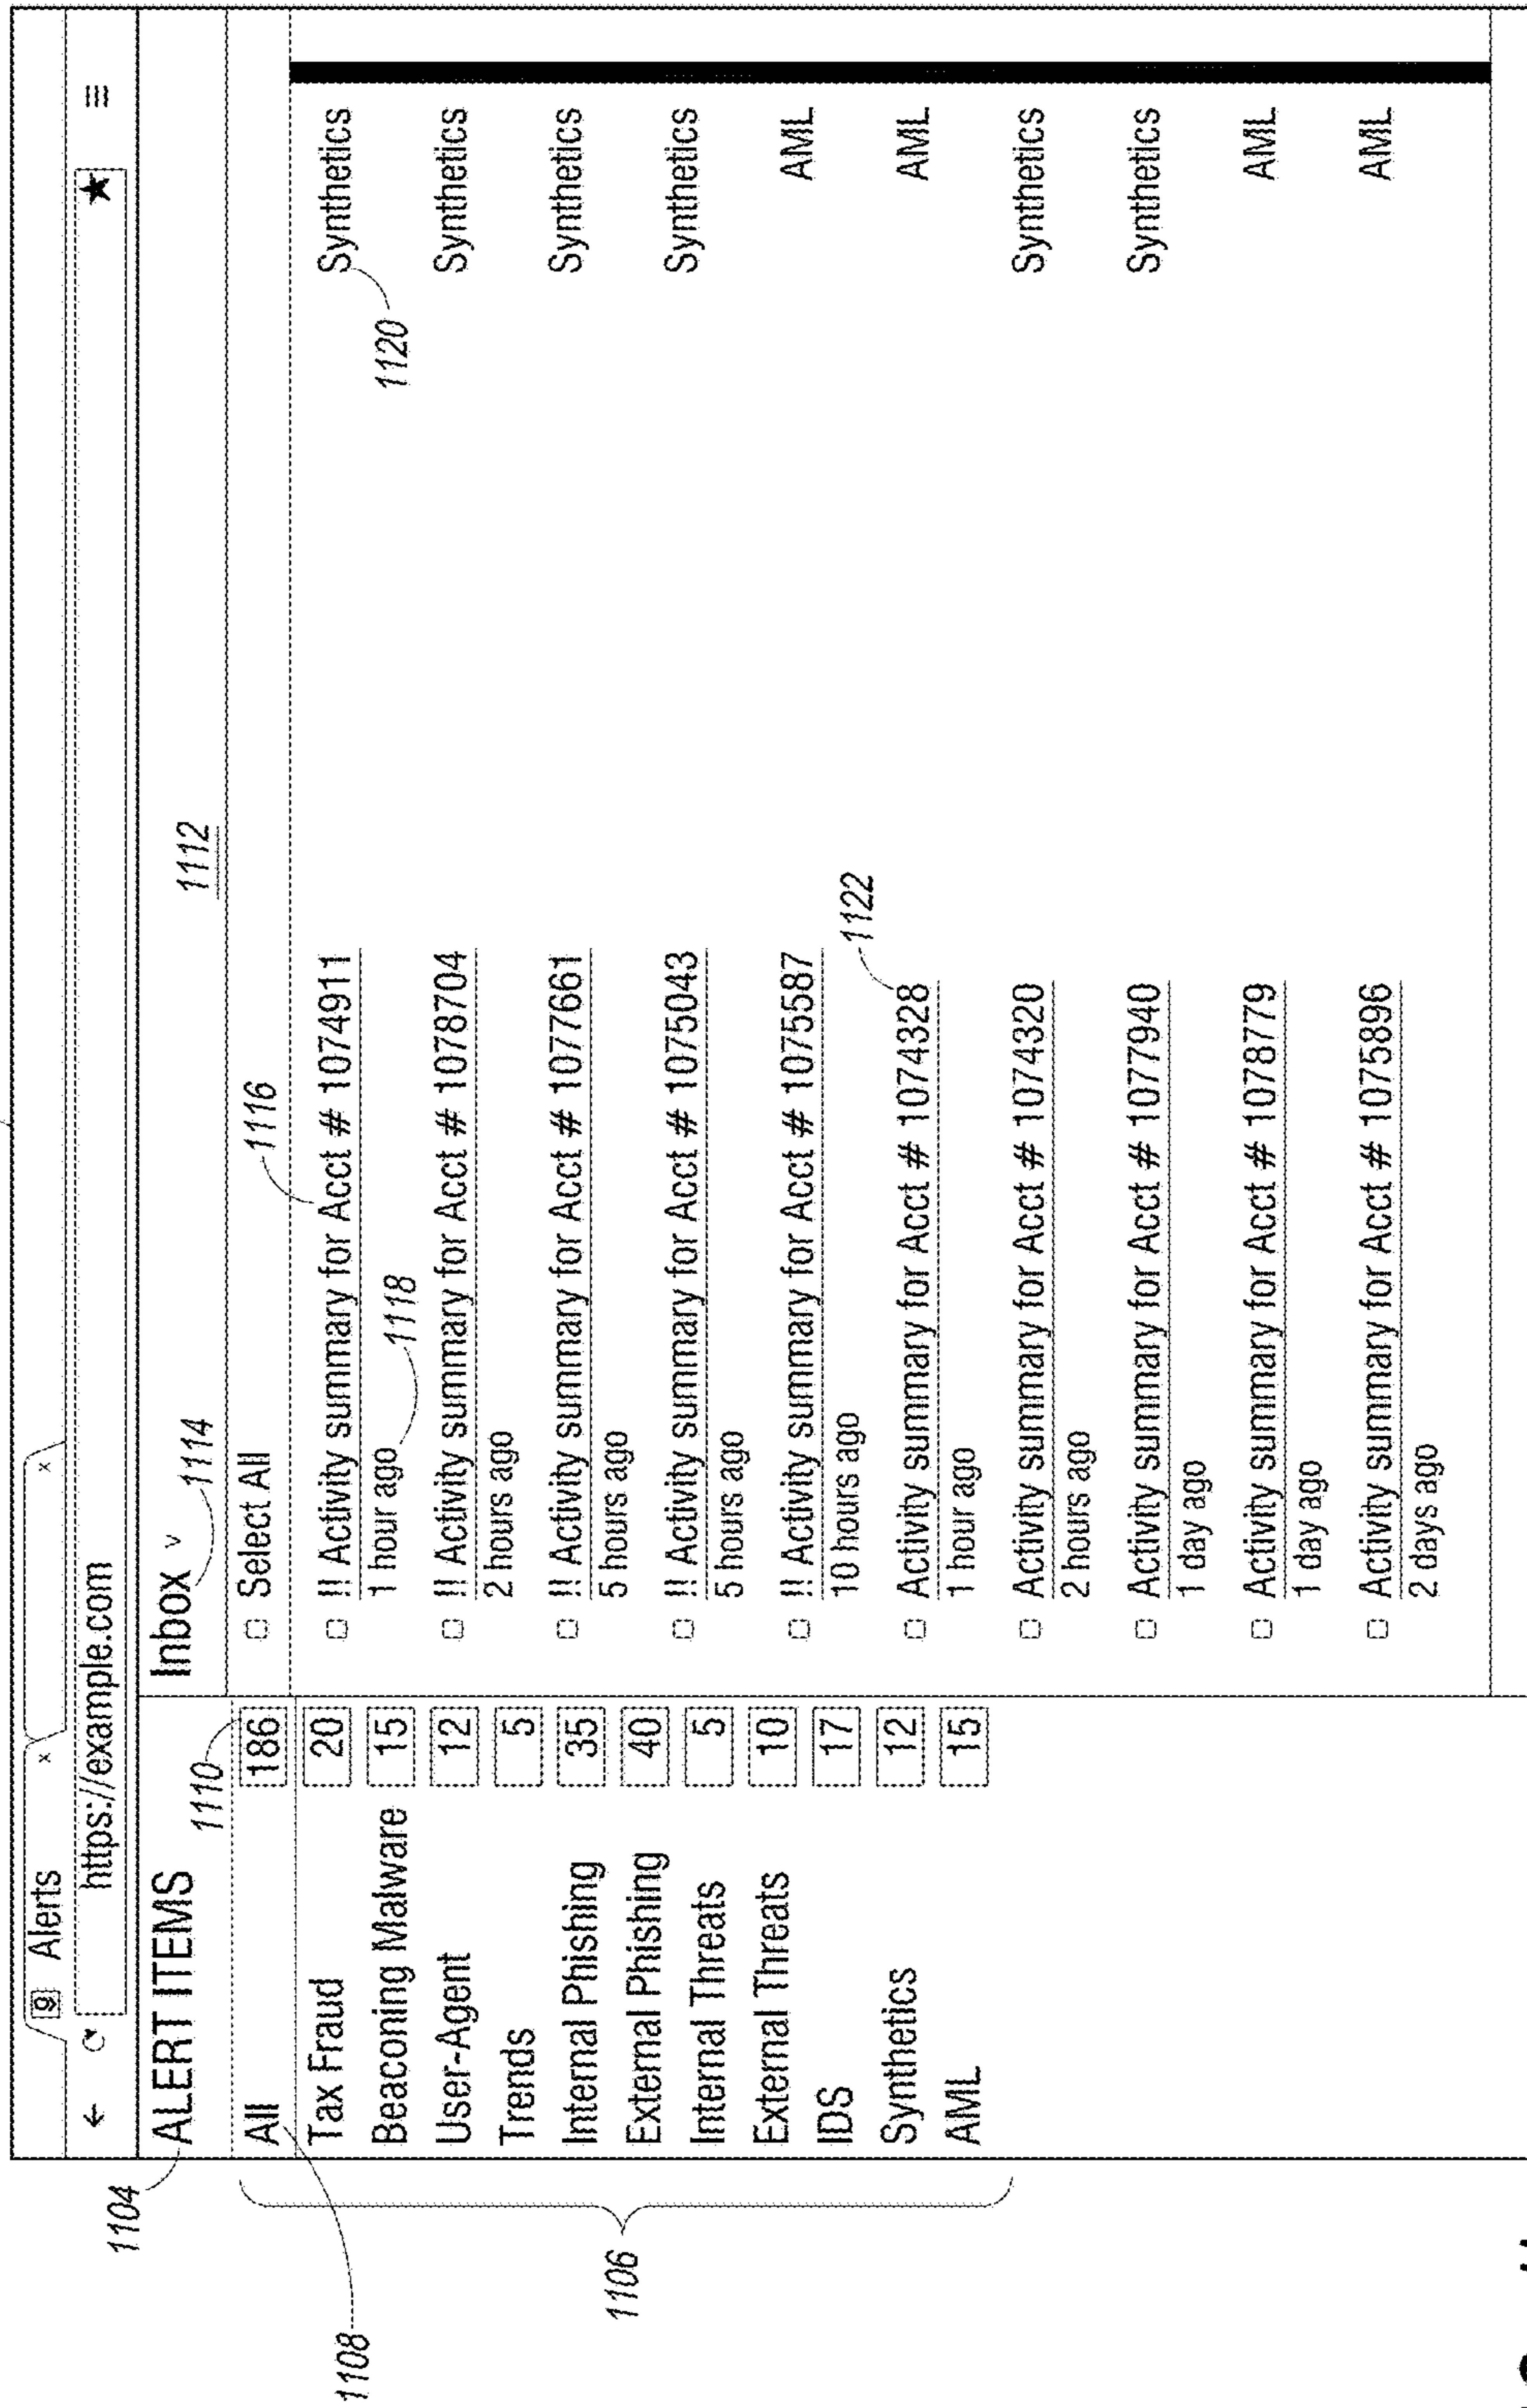 9 Alerts x x
← https://example.com ★ ≡
1104
ALERT ITEMS
1110
Inbox v
1114
1112
All 186
1108
Select All
1116
1106
Tax Fraud 20
Beaconing Malware 15
User-Agent 12
Trends 5
Internal Phishing 35
External Phishing 40
Internal Threats 5
External Threats 10
IDS 17
Synthetics 12
AML 15
!! Activity summary for Acct # 1074911 Synthetics
1 hour ago 1118 1120
!! Activity summary for Acct # 1078704 Synthetics
2 hours ago
!! Activity summary for Acct # 1077661 Synthetics
5 hours ago
!! Activity summary for Acct # 1075043 Synthetics
5 hours ago
!! Activity summary for Acct # 1075587 AML
10 hours ago 1122
Activity summary for Acct # 1074328 AML
1 hour ago
Activity summary for Acct # 1074320 Synthetics
2 hours ago
Activity summary for Acct # 1077940 Synthetics
1 day ago
Activity summary for Acct # 1078779 AML
1 day ago
Activity summary for Acct # 1075896 AML
2 days ago